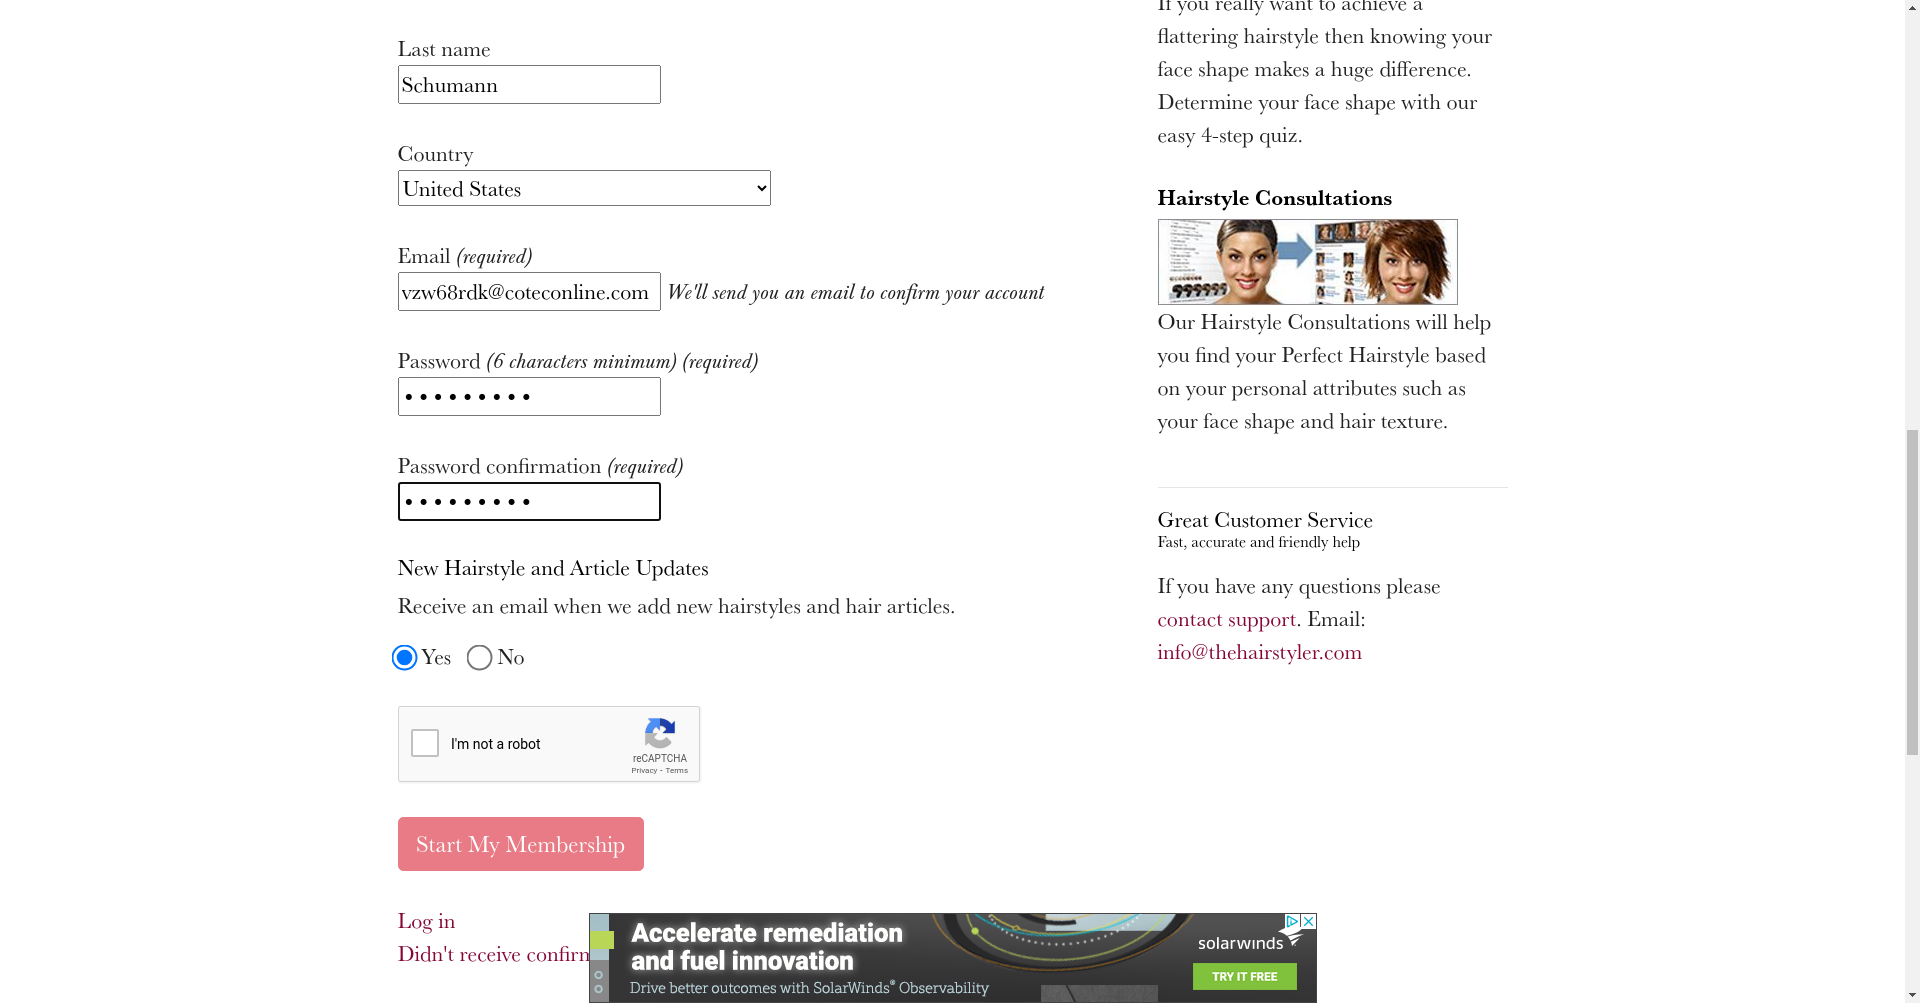 Last name
Schumann
Country
United States
Email (required)
vzw68rdk@coteconline.com We'll send you an email to confirm your account
Password (6 characters minimum) (required)
•••••••••
Password confirmation (required)
•••••••••
New Hairstyle and Article Updates
Receive an email when we add new hairstyles and hair articles.
Yes No
I'm not a robot
reCAPTCHA
Privacy - Terms
Start My Membership
Log in
Didn't receive confirm
If you really want to achieve a
flattering hairstyle then knowing your
face shape makes a huge difference.
Determine your face shape with our
easy 4-step quiz.
Hairstyle Consultations
Our Hairstyle Consultations will help
you find your Perfect Hairstyle based
on your personal attributes such as
your face shape and hair texture.
Great Customer Service
Fast, accurate and friendly help
If you have any questions please
contact support. Email:
info@thehairstyler.com
Accelerate remediation
and fuel innovation
Drive better outcomes with SolarWinds® Observability
solarwinds
TRY IT FREE